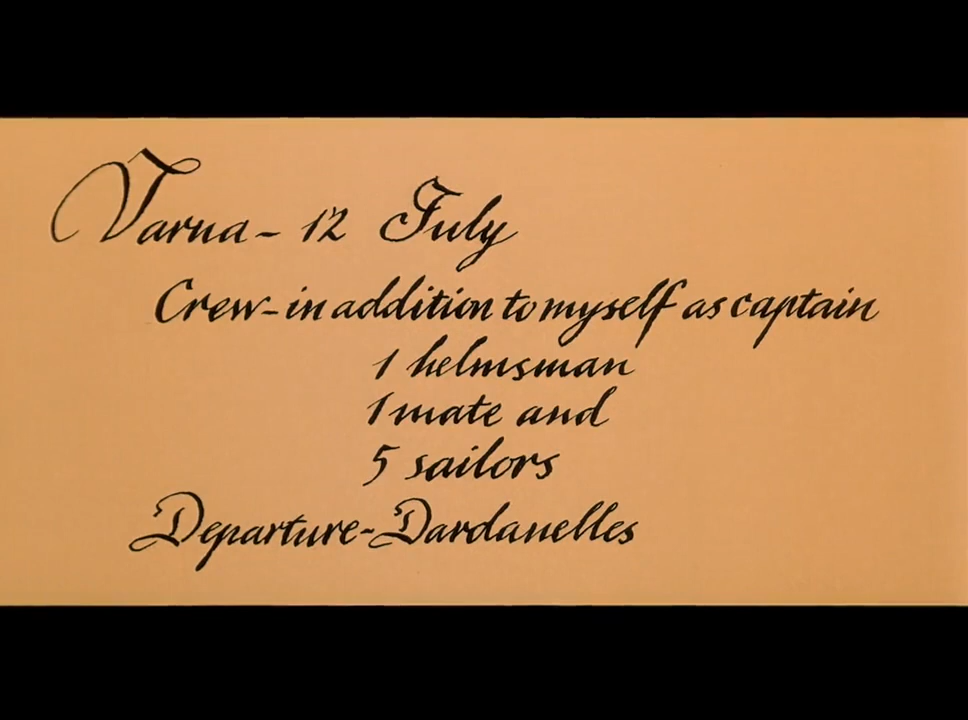 Varna - 12 July
Crew - in addition to myself as captain
1 helmsman
1 mate and
5 sailors
Departure - Dardanelles